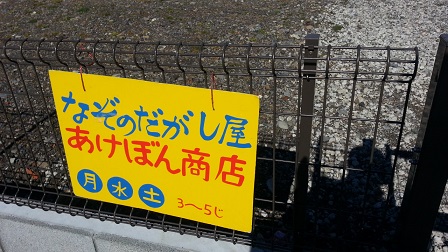 なぞのだがし屋
あけぼん商店
月 水 土 3〜5じ